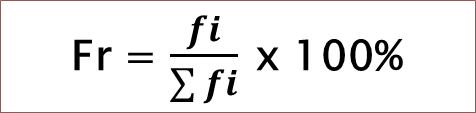 Fr = fi / ∑ fi x 100%